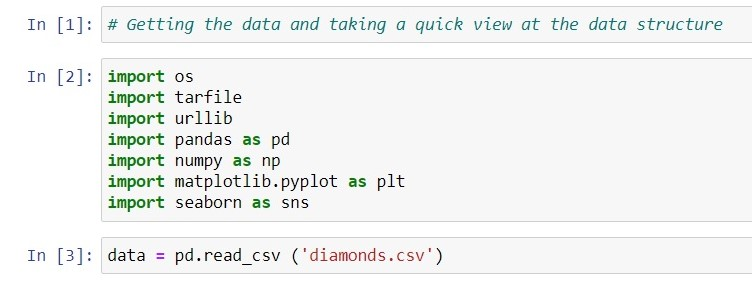 In [1]: # Getting the data and taking a quick view at the data structure
In [2]: import os
import tarfile
import urllib
import pandas as pd
import numpy as np
import matplotlib.pyplot as plt
import seaborn as sns
In [3]: data = pd.read_csv ('diamonds.csv')